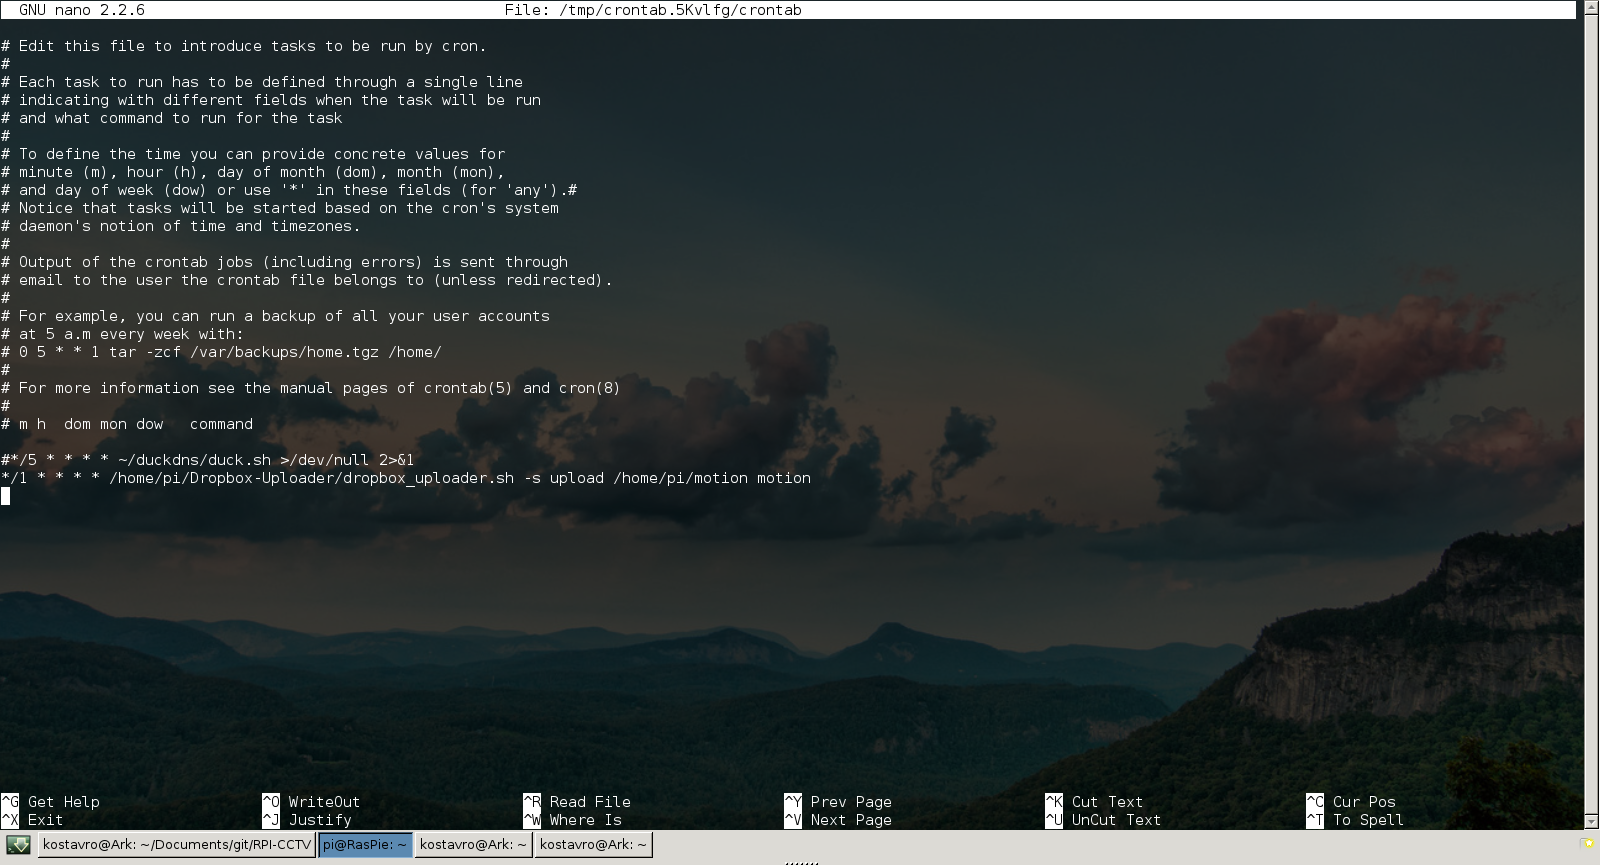 GNU nano 2.2.6 File: /tmp/crontab.5Kvlfg/crontab
# Edit this file to introduce tasks to be run by cron.
#
# Each task to run has to be defined through a single line
# indicating with different fields when the task will be run
# and what command to run for the task
#
# To define the time you can provide concrete values for
# minute (m), hour (h), day of month (dom), month (mon),
# and day of week (dow) or use '*' in these fields (for 'any').#
# Notice that tasks will be started based on the cron's system
# daemon's notion of time and timezones.
#
# Output of the crontab jobs (including errors) is sent through
# email to the user the crontab file belongs to (unless redirected).
#
# For example, you can run a backup of all your user accounts
# at 5 a.m every week with:
# 0 5 * * 1 tar -zcf /var/backups/home.tgz /home/
#
# For more information see the manual pages of crontab(5) and cron(8)
#
# m h  dom mon dow   command
#*/5 * * * * ~/duckdns/duck.sh >/dev/null 2>&1
*/1 * * * * /home/pi/Dropbox-Uploader/dropbox_uploader.sh -s upload /home/pi/motion motion
^G Get Help ^O WriteOut ^R Read File ^Y Prev Page ^K Cut Text ^C Cur Pos
^X Exit ^J Justify ^W Where Is ^V Next Page ^U UnCut Text ^T To Spell
kostavro@Ark: ~/Documents/git/RPI-CCTV pi@RasPie: ~ kostavro@Ark: ~ kostavro@Ark: ~